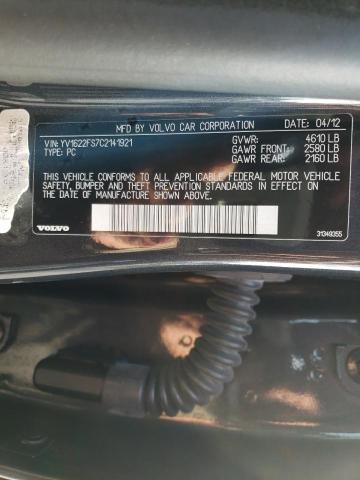 MFD BY VOLVO CAR CORPORATION DATE: 04/12
VIN: YV1622FS7C2141921 GVWR: 4610 LB
TYPE: PC GAWR FRONT: 2580 LB
GAWR REAR: 2160 LB
THIS VEHICLE CONFORMS TO ALL APPLICABLE FEDERAL MOTOR VEHICLE
SAFETY, BUMPER AND THEFT PREVENTION STANDARDS IN EFFECT ON
THE DATE OF MANUFACTURE SHOWN ABOVE.
VOLVO 31349355